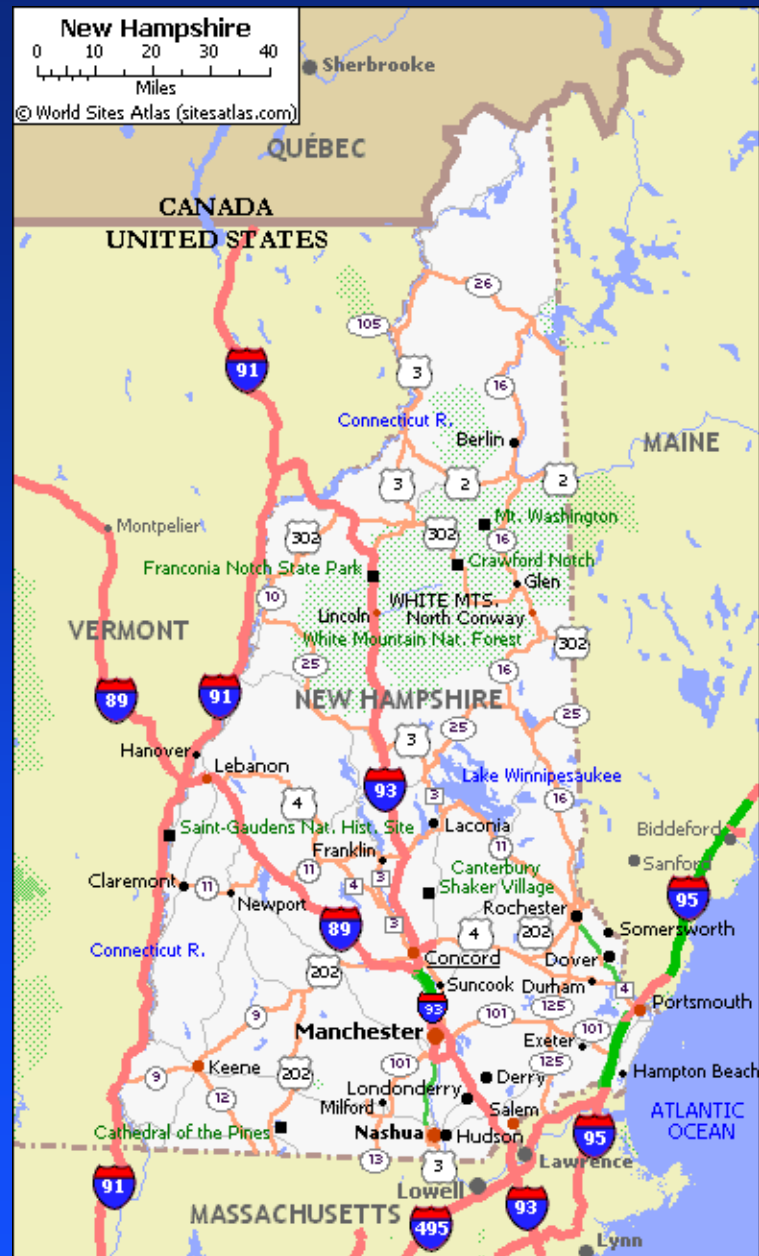 New Hampshire
0 10 20 30 40
Miles
© World Sites Atlas (sitesatlas.com)
Sherbrooke
QUÉBEC
CANADA
UNITED STATES
26
105
3
91
16
Connecticut R.
Berlin
MAINE
3
2
2
Montpelier
302
Mt. Washington
302
16
Franconia Notch State Park
Crawford Notch
Glen
10
Lincoln
WHITE MTS.
North Conway
VERMONT
White Mountain Nat. Forest
302
25
16
89
91
NEW HAMPSHIRE
25
25
3
Hanover
Lebanon
Lake Winnipesaukee
93
3
4
16
Saint-Gaudens Nat. Hist. Site
Laconia
Biddeford
Franklin
11
Sanford
11
3
Canterbury
Shaker Village
Claremont
11
4
Newport
95
Rochester
3
89
4
202
Somersworth
Connecticut R.
Concord
Dover
202
Suncook
Durham
4
93
125
Portsmouth
9
101
Manchester
101
Exeter
101
125
Keene
202
Derry
Hampton Beach
9
12
Londonderry
Milford
Salem
ATLANTIC
OCEAN
Cathedral of the Pines
Nashua
Hudson
95
13
3
Lawrence
91
Lowell
MASSACHUSETTS
495
93
Lynn